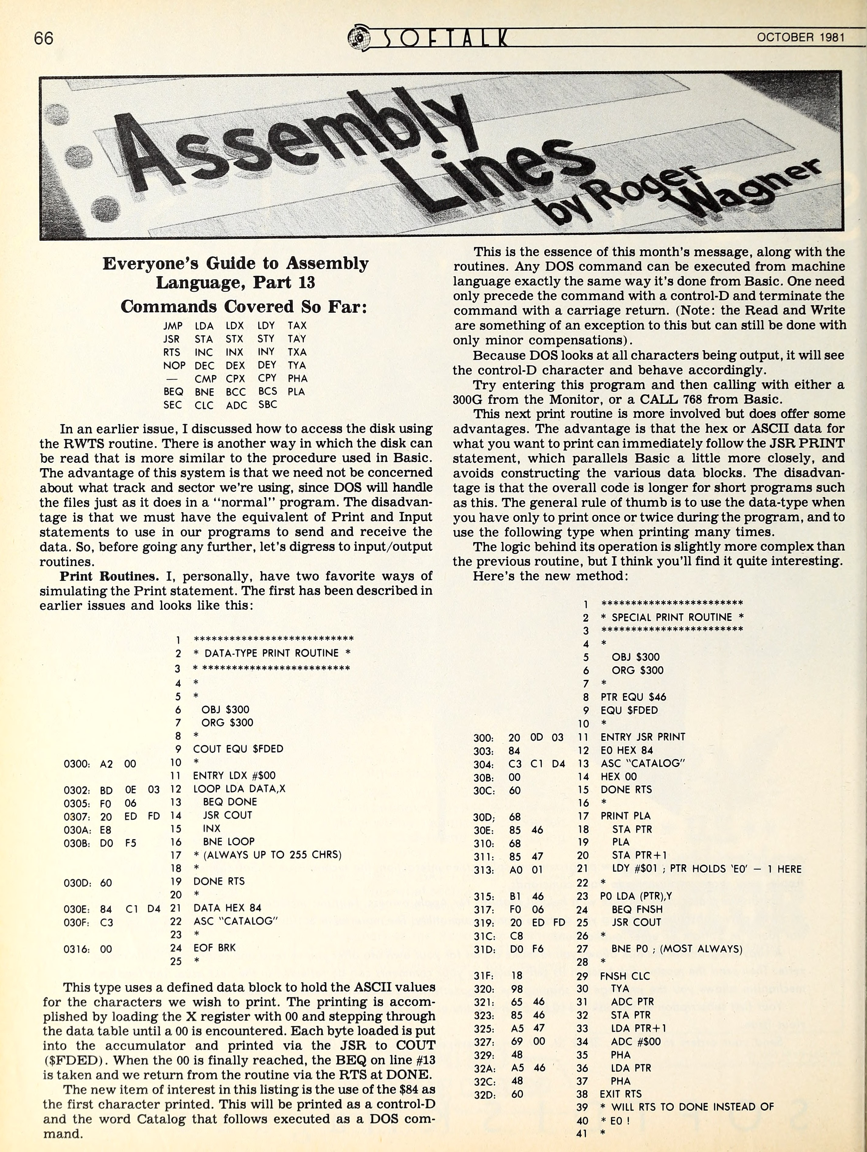 66
SOFTALK
OCTOBER 1981
Assembly
Lines
by Roger
Wagner
Everyone's Guide to Assembly
Language, Part 13
Commands Covered So Far:
JMP LDA LDX LDY TAX
JSR STA STX STY TAY
RTS INC INX INY TXA
NOP DEC DEX DEY TYA
— CMP CPX CPY PHA
BEQ BNE BCC BCS PLA
SEC CLC ADC SBC
In an earlier issue, I discussed how to access the disk using
the RWTS routine. There is another way in which the disk can
be read that is more similar to the procedure used in Basic.
The advantage of this system is that we need not be concerned
about what track and sector we're using, since DOS will handle
the files just as it does in a "normal" program. The disadvan-
tage is that we must have the equivalent of Print and Input
statements to use in our programs to send and receive the
data. So, before going any further, let's digress to input/output
routines.
Print Routines. I, personally, have two favorite ways of
simulating the Print statement. The first has been described in
earlier issues and looks like this:
1 ***************************
2 * DATA-TYPE PRINT ROUTINE *
3 * *************************
4 *
5 *
6 OBJ $300
7 ORG $300
8 *
9 COUT EQU $FDED
0300: A2 00 10 *
11 ENTRY LDX #$00
0302: BD 0E 03 12 LOOP LDA DATA,X
0305: F0 06 13 BEQ DONE
0307: 20 ED FD 14 JSR COUT
030A: E8 15 INX
030B: D0 F5 16 BNE LOOP
17 * (ALWAYS UP TO 255 CHRS)
18 *
030D: 60 19 DONE RTS
20 *
030E: 84 C1 D4 21 DATA HEX 84
030F: C3 22 ASC "CATALOG"
23 *
0316: 00 24 EOF BRK
25 *
This type uses a defined data block to hold the ASCII values
for the characters we wish to print. The printing is accom-
plished by loading the X register with 00 and stepping through
the data table until a 00 is encountered. Each byte loaded is put
into the accumulator and printed via the JSR to COUT
($FDED). When the 00 is finally reached, the BEQ on line #13
is taken and we return from the routine via the RTS at DONE.
The new item of interest in this listing is the use of the $84 as
the first character printed. This will be printed as a control-D
and the word Catalog that follows executed as a DOS com-
mand.
This is the essence of this month's message, along with the
routines. Any DOS command can be executed from machine
language exactly the same way it's done from Basic. One need
only precede the command with a control-D and terminate the
command with a carriage return. (Note: the Read and Write
are something of an exception to this but can still be done with
only minor compensations).
Because DOS looks at all characters being output, it will see
the control-D character and behave accordingly.
Try entering this program and then calling with either a
300G from the Monitor, or a CALL 768 from Basic.
This next print routine is more involved but does offer some
advantages. The advantage is that the hex or ASCII data for
what you want to print can immediately follow the JSR PRINT
statement, which parallels Basic a little more closely, and
avoids constructing the various data blocks. The disadvan-
tage is that the overall code is longer for short programs such
as this. The general rule of thumb is to use the data-type when
you have only to print once or twice during the program, and to
use the following type when printing many times.
The logic behind its operation is slightly more complex than
the previous routine, but I think you'll find it quite interesting.
Here's the new method:
1 ************************
2 * SPECIAL PRINT ROUTINE *
3 ************************
4 *
5 OBJ $300
6 ORG $300
7 *
8 PTR EQU $46
9 EQU $FDED
10 *
300: 20 0D 03 11 ENTRY JSR PRINT
303: 84 12 E0 HEX 84
304: C3 C1 D4 13 ASC "CATALOG"
30B: 00 14 HEX 00
30C: 60 15 DONE RTS
16 *
30D; 68 17 PRINT PLA
30E: 85 46 18 STA PTR
310: 68 19 PLA
311: 85 47 20 STA PTR+1
313: A0 01 21 LDY #$01 ; PTR HOLDS 'E0' — 1 HERE
22 *
315: B1 46 23 P0 LDA (PTR),Y
317: F0 06 24 BEQ FNSH
319: 20 ED FD 25 JSR COUT
31C: C8 26 *
31D: D0 F6 27 BNE P0 ; (MOST ALWAYS)
28 *
31F: 18 29 FNSH CLC
320: 98 30 TYA
321: 65 46 31 ADC PTR
323: 85 46 32 STA PTR
325: A5 47 33 LDA PTR+1
327: 69 00 34 ADC #$00
329: 48 35 PHA
32A: A5 46 36 LDA PTR
32C: 48 37 PHA
32D: 60 38 EXIT RTS
39 * WILL RTS TO DONE INSTEAD OF
40 * E0 !
41 *